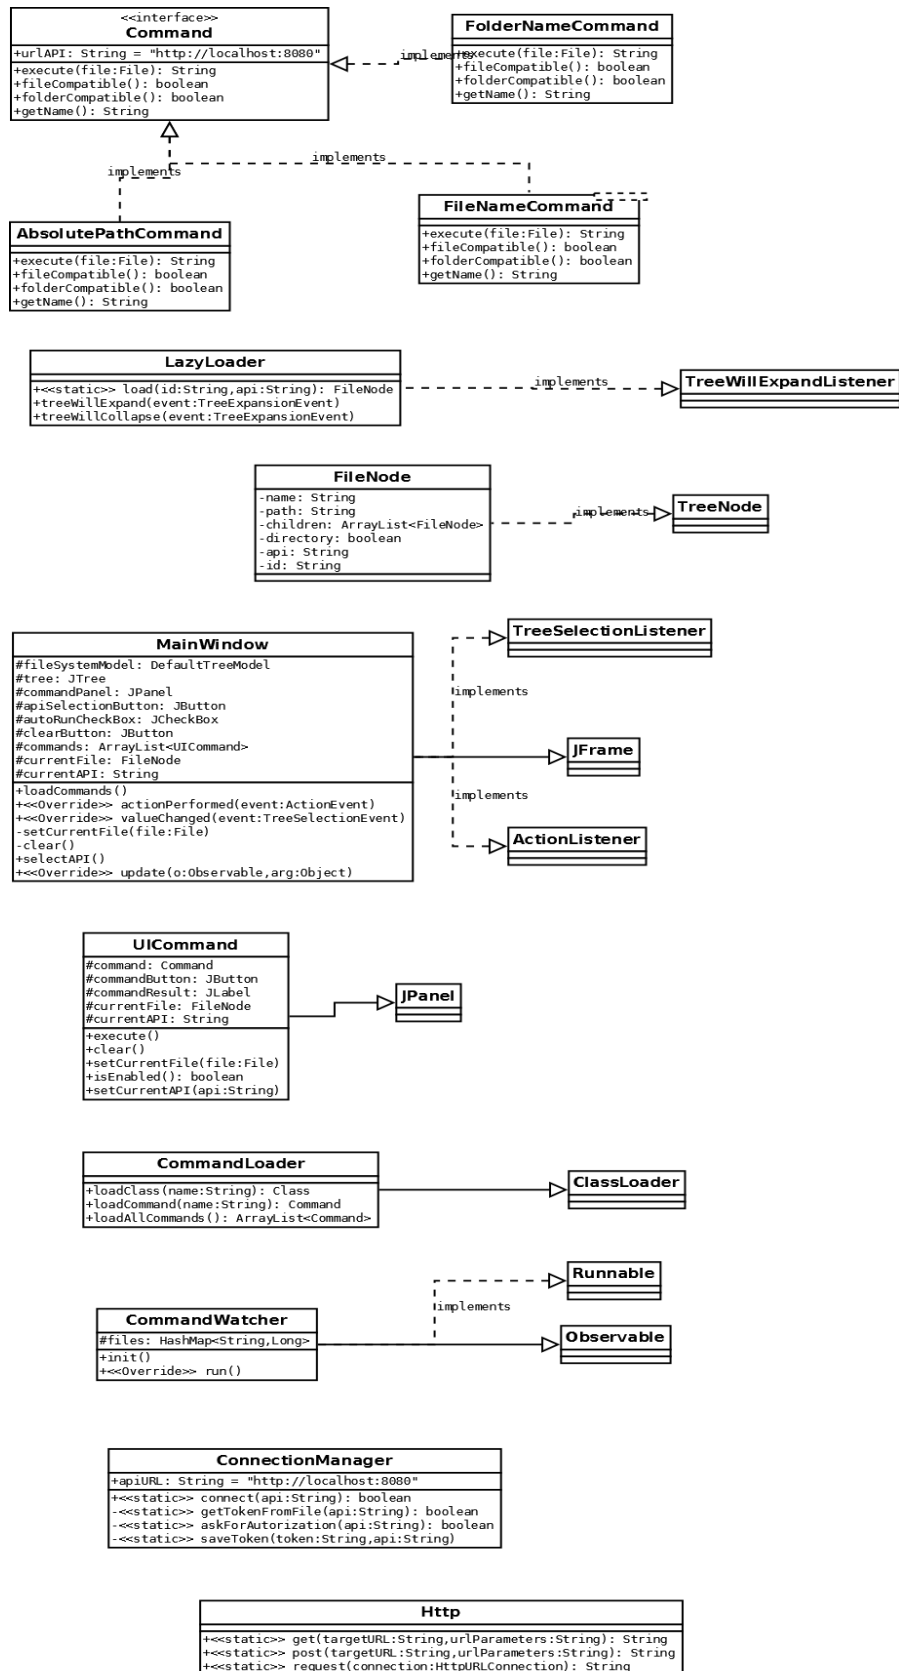 <<interface>>
Command
+urlAPI: String = "http://localhost:8080"
+execute(file:File): String
+fileCompatible(): boolean
+folderCompatible(): boolean
+getName(): String
implements
FolderNameCommand
+execute(file:File): String
+fileCompatible(): boolean
+folderCompatible(): boolean
+getName(): String
implements
implements
AbsolutePathCommand
+execute(file:File): String
+fileCompatible(): boolean
+folderCompatible(): boolean
+getName(): String
FileNameCommand
+execute(file:File): String
+fileCompatible(): boolean
+folderCompatible(): boolean
+getName(): String
LazyLoader
+<<static>> load(id:String,api:String): FileNode
+treeWillExpand(event:TreeExpansionEvent)
+treeWillCollapse(event:TreeExpansionEvent)
implements
TreeWillExpandListener
FileNode
-name: String
-path: String
-children: ArrayList<FileNode>
-directory: boolean
-api: String
-id: String
implements
TreeNode
MainWindow
#fileSystemModel: DefaultTreeModel
#tree: JTree
#commandPanel: JPanel
#apiSelectionButton: JButton
#autoRunCheckBox: JCheckBox
#clearButton: JButton
#commands: ArrayList<UICommand>
#currentFile: FileNode
#currentAPI: String
+loadCommands()
+<<Override>> actionPerformed(event:ActionEvent)
+<<Override>> valueChanged(event:TreeSelectionEvent)
-setCurrentFile(file:File)
-clear()
+selectAPI()
+<<Override>> update(o:Observable,arg:Object)
TreeSelectionListener
implements
JFrame
implements
ActionListener
UICommand
#command: Command
#commandButton: JButton
#commandResult: JLabel
#currentFile: FileNode
#currentAPI: String
+execute()
+clear()
+setCurrentFile(file:File)
+isEnabled(): boolean
+setCurrentAPI(api:String)
JPanel
CommandLoader
+loadClass(name:String): Class
+loadCommand(name:String): Command
+loadAllCommands(): ArrayList<Command>
ClassLoader
Runnable
implements
CommandWatcher
#files: HashMap<String,Long>
+init()
+<<Override>> run()
Observable
ConnectionManager
+apiURL: String = "http://localhost:8080"
+<<static>> connect(api:String): boolean
-<<static>> getTokenFromFile(api:String): boolean
-<<static>> askForAutorization(api:String): boolean
-<<static>> saveToken(token:String,api:String)
Http
+<<static>> get(targetURL:String,urlParameters:String): String
+<<static>> post(targetURL:String,urlParameters:String): String
+<<static>> request(connection:HttpURLConnection): String